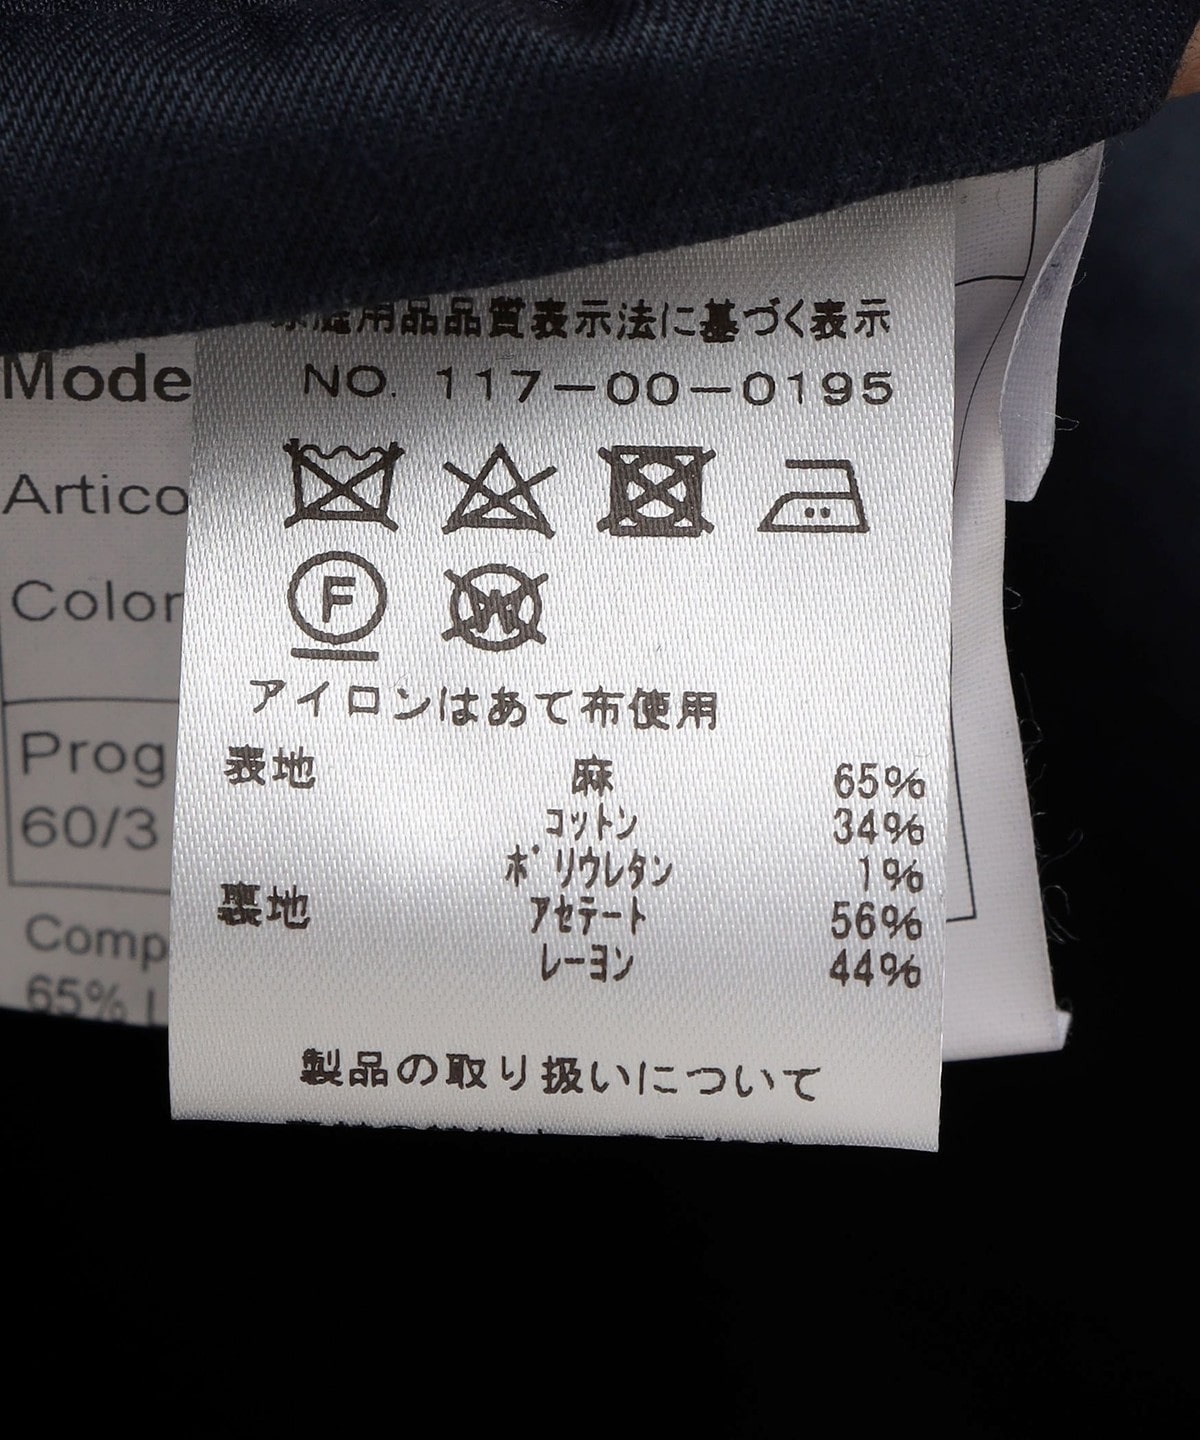 家庭用品品質表示法に基づく表示
NO. 117-00-0195
F
W
アイロンはあて布使用
表地 麻 65%
コットン 34%
ポリウレタン 1%
裏地 アセテート 56%
レーヨン 44%
製品の取り扱いについて
Mode
Artico
Color
Prog
60/3
Comp
65%